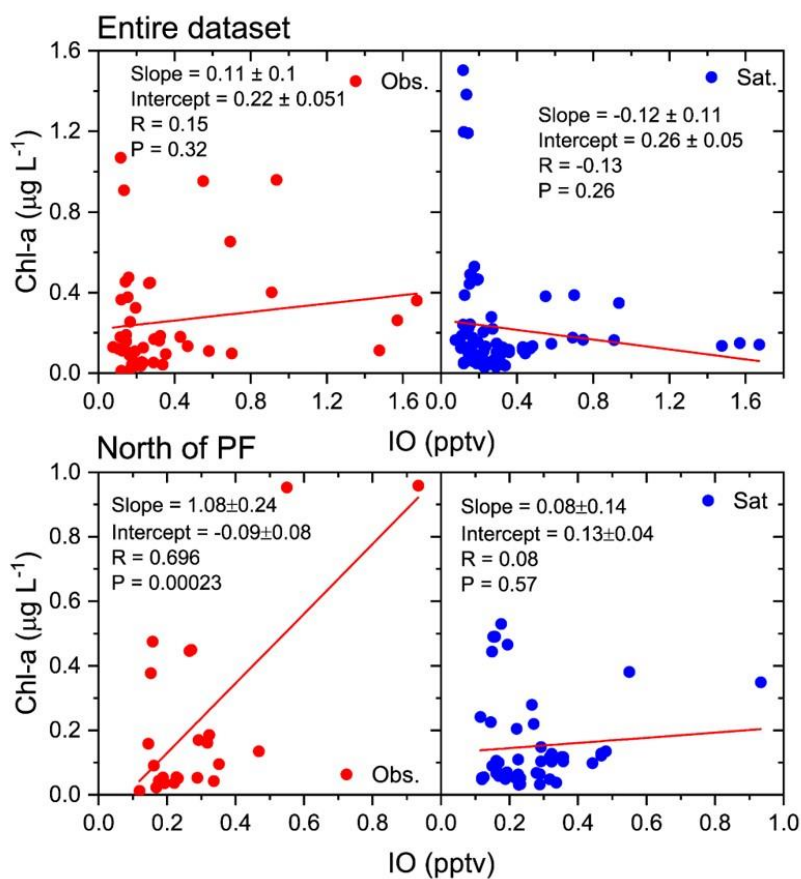 Entire dataset
1.6
1.2
0.8
0.4
0.0
Chl-a (μg L⁻¹)
Slope = 0.11 ± 0.1
Intercept = 0.22 ± 0.051
R = 0.15
P = 0.32
Obs.
0.0 0.4 0.8 1.2 1.6
IO (pptv)
Sat.
Slope = -0.12 ± 0.11
Intercept = 0.26 ± 0.05
R = -0.13
P = 0.26
0.0 0.4 0.8 1.2 1.6
IO (pptv)
North of PF
1.0
0.8
0.6
0.4
0.2
0.0
Chl-a (μg L⁻¹)
Slope = 1.08±0.24
Intercept = -0.09±0.08
R = 0.696
P = 0.00023
Obs.
0.0 0.2 0.4 0.6 0.8
IO (pptv)
Slope = 0.08±0.14
Intercept = 0.13±0.04
R = 0.08
P = 0.57
Sat
0.0 0.2 0.4 0.6 0.8 1.0
IO (pptv)